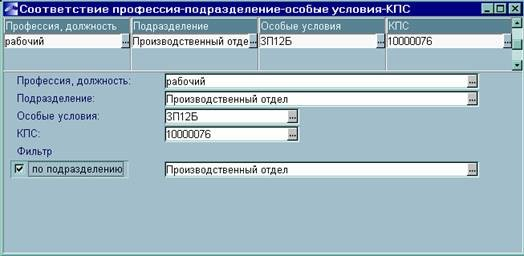 Соответствие профессия-подразделение-особые условия-КПС
Профессия, должность Подразделение Особые условия КПС
рабочий ... Производственный отде ... ЗП12Б ... 10000076 ...
Профессия, должность: рабочий ...
Подразделение: Производственный отдел ...
Особые условия: ЗП12Б ...
КПС: 10000076 ...
Фильтр
по подразделению Производственный отдел ...